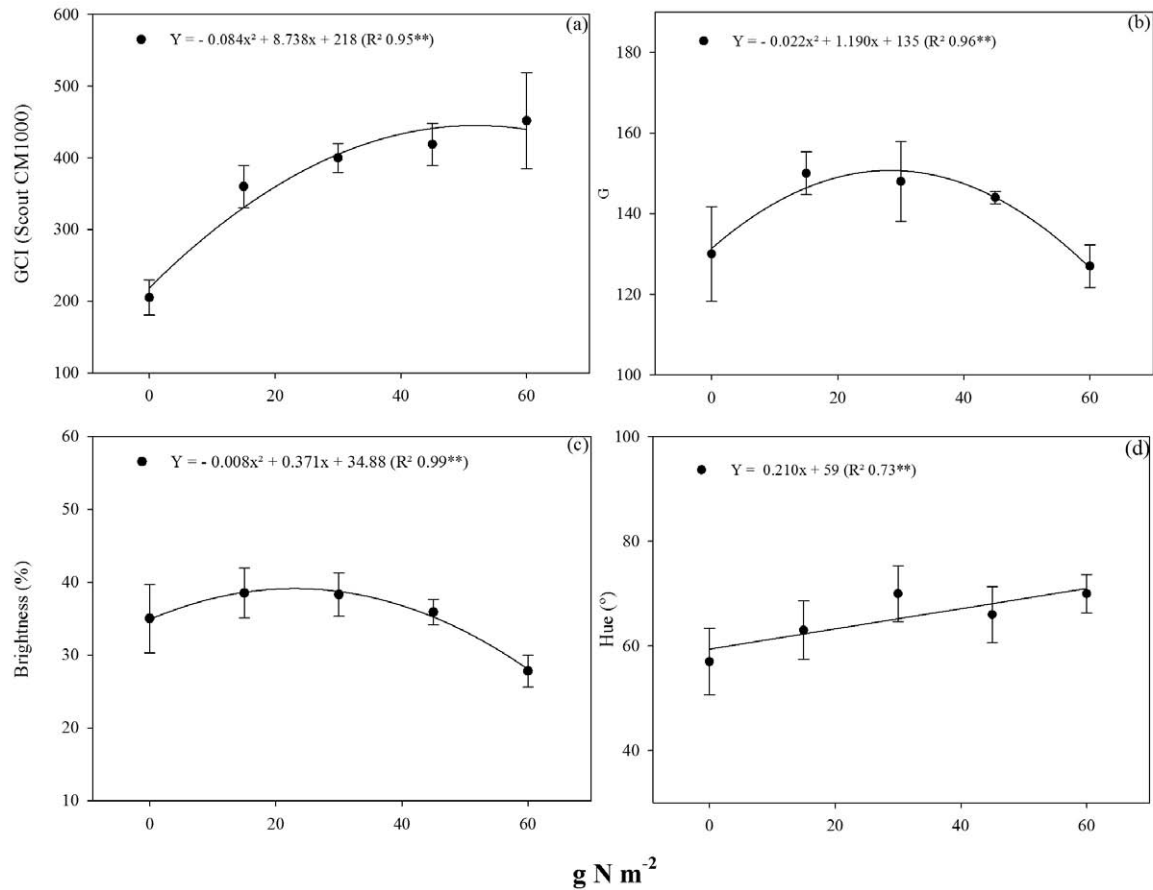 (a)
Y = - 0.084x² + 8.738x + 218 (R² 0.95**)
GCI (Scout CM1000)
600
500
400
300
200
100
0 20 40 60
(b)
Y = - 0.022x² + 1.190x + 135 (R² 0.96**)
G
180
160
140
120
100
0 20 40 60
(c)
Y = - 0.008x² + 0.371x + 34.88 (R² 0.99**)
Brightness (%)
60
50
40
30
20
10
0 20 40 60
(d)
Y = 0.210x + 59 (R² 0.73**)
Hue (°)
100
80
60
40
0 20 40 60
g N m⁻²